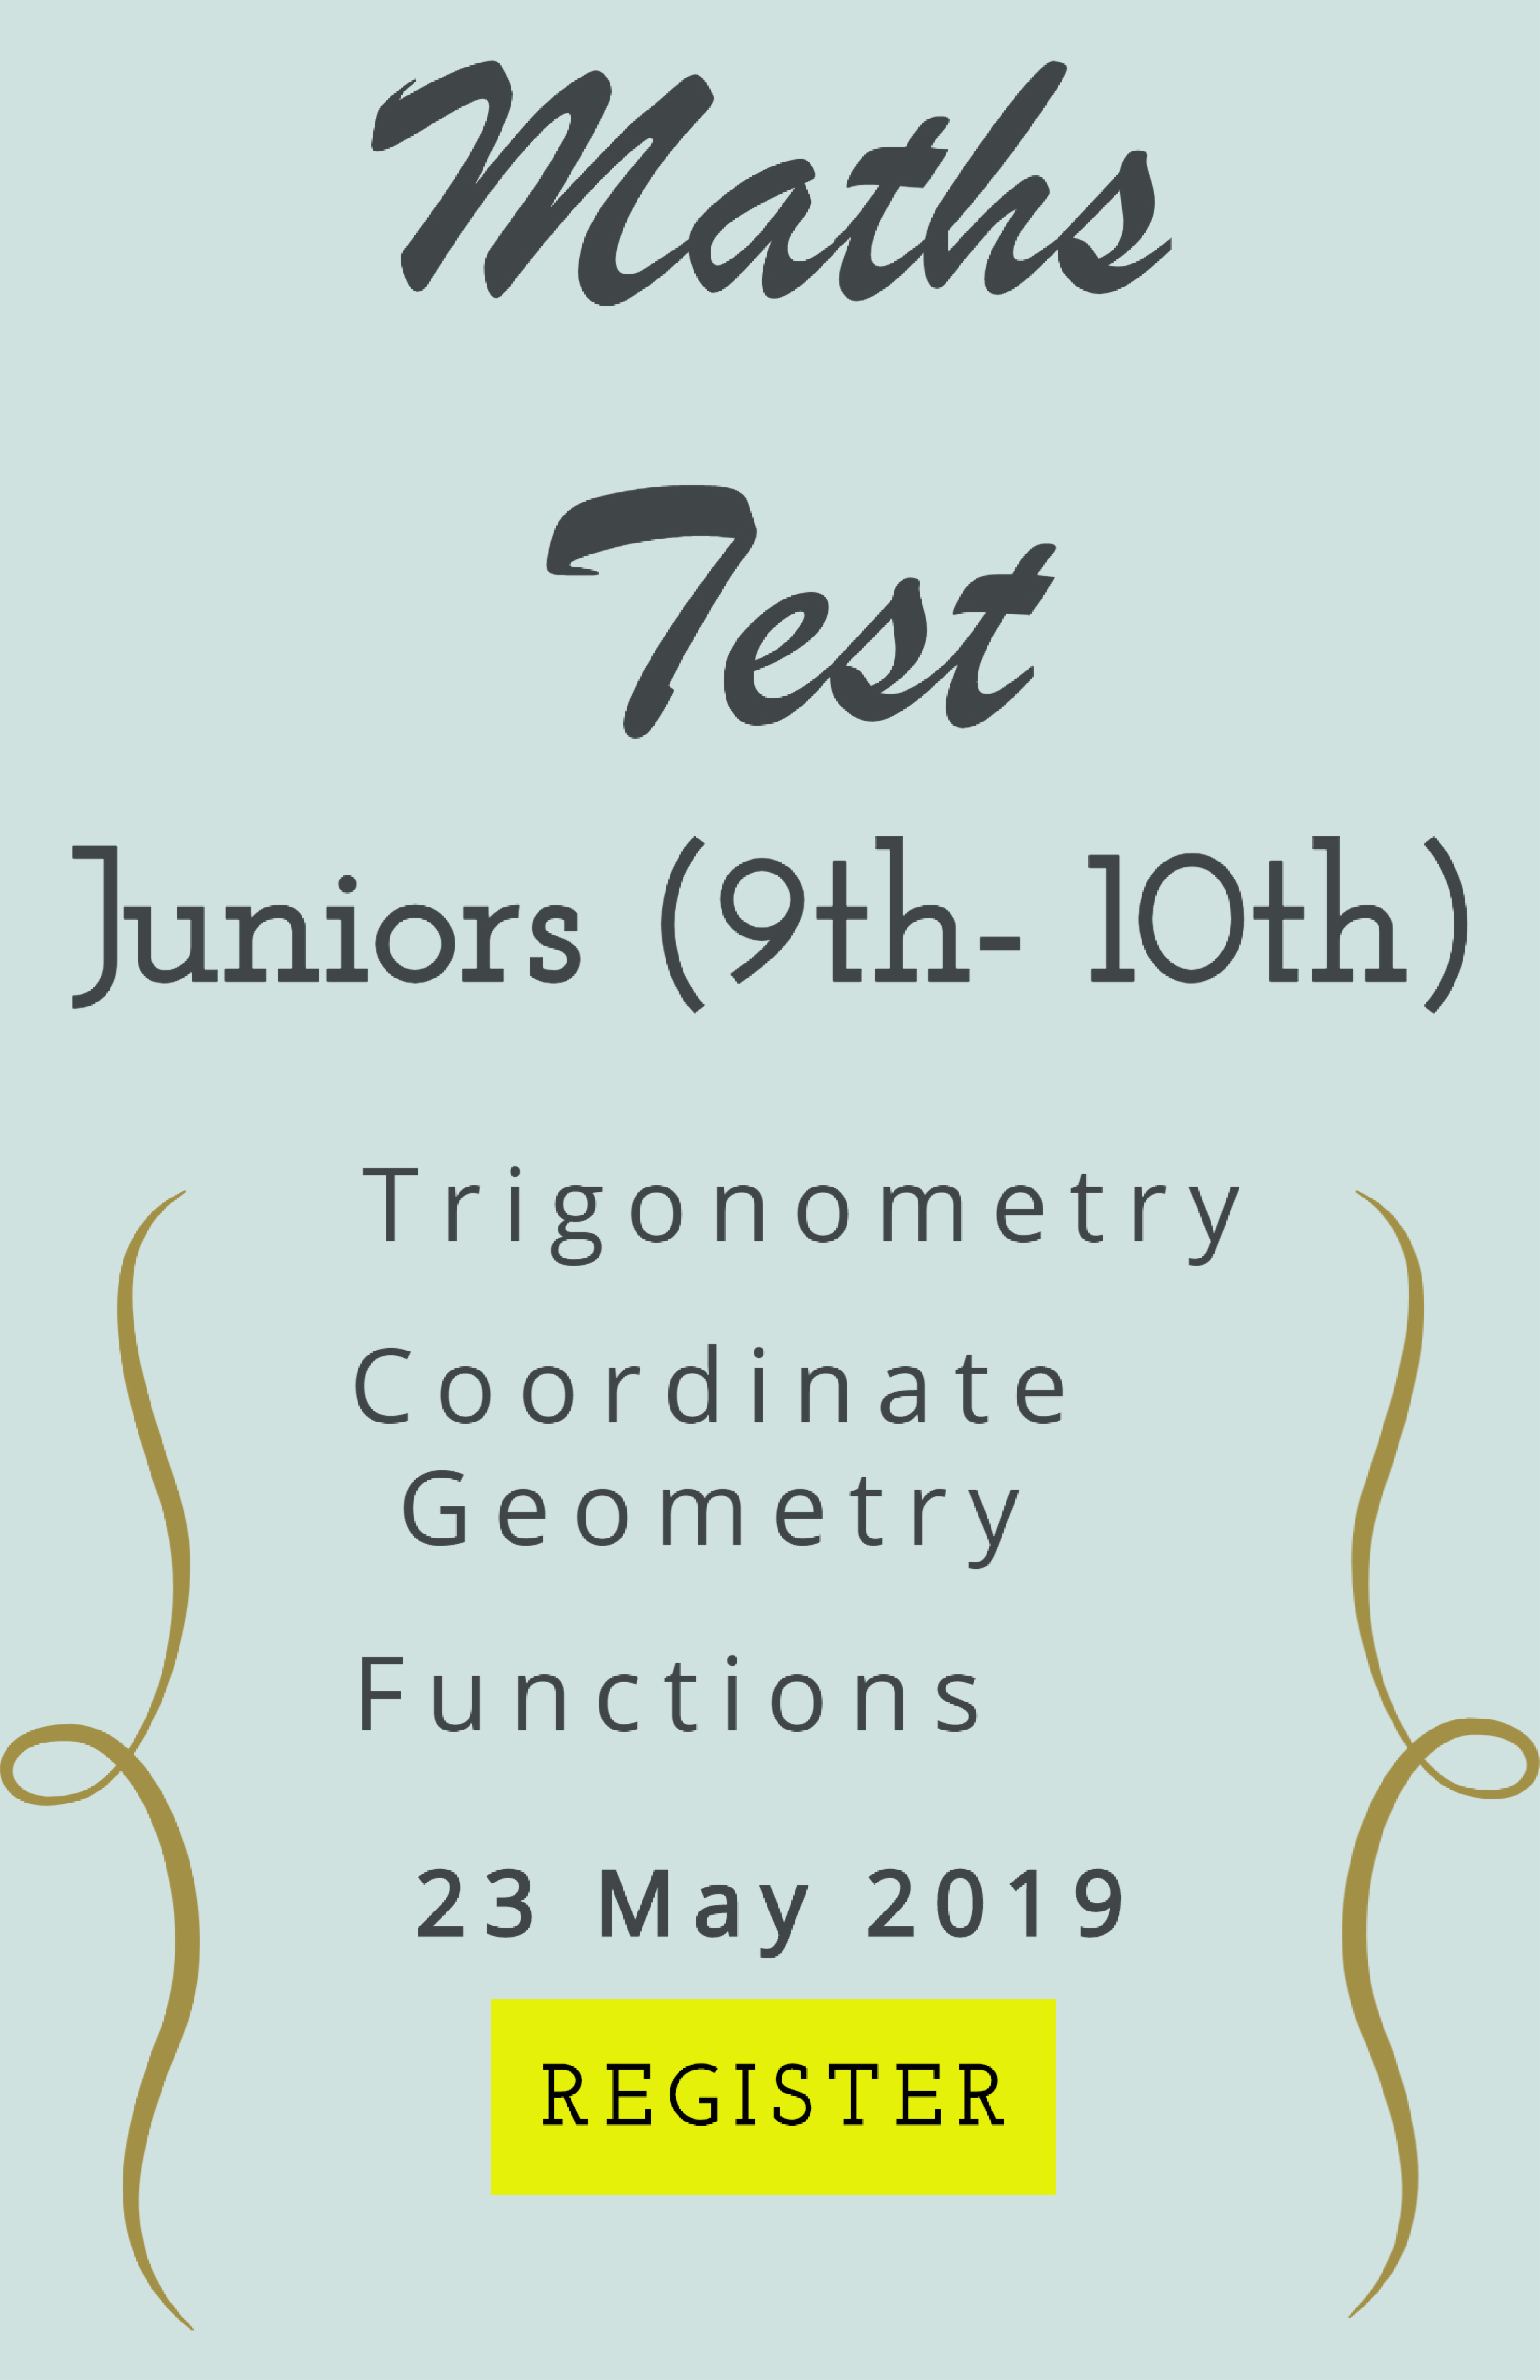 Maths
Test
Juniors (9th- 10th)
Trigonometry
Coordinate
Geometry
Functions
23 May 2019
REGISTER